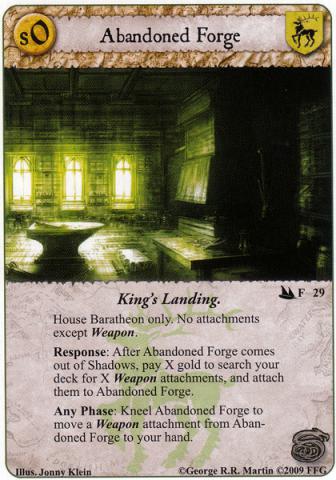 s0
Abandoned Forge
F 29
King's Landing.
House Baratheon only. No attachments
except Weapon.
Response: After Abandoned Forge comes
out of Shadows, pay X gold to search your
deck for X Weapon attachments, and attach
them to Abandoned Forge.
Any Phase: Kneel Abandoned Forge to
move a Weapon attachment from Aban-
doned Forge to your hand.
Illus. Jonny Klein
©George R.R. Martin ©2009 FFG